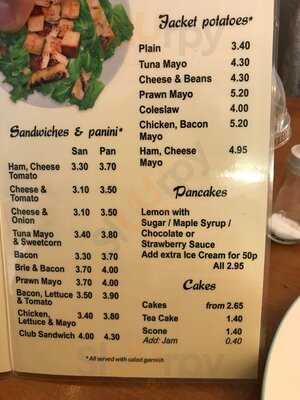 Jacket potatoes*
Plain 3.40
Tuna Mayo 4.30
Cheese & Beans 4.30
Prawn Mayo 5.20
Coleslaw 4.00
Chicken, Bacon 5.20
Mayo
Ham, Cheese 4.95
Mayo
Sandwiches & panini*
San Pan
Ham, Cheese 3.30 3.70
Tomato
Cheese & 3.10 3.50
Tomato
Cheese & 3.10 3.50
Onion
Tuna Mayo 3.40 3.80
& Sweetcorn
Bacon 3.30 3.70
Brie & Bacon 3.70 4.00
Prawn Mayo 3.70 4.00
Bacon, Lettuce 3.50 3.90
& Tomato
Chicken, 3.40 3.80
Lettuce & Mayo
Club Sandwich 4.00 4.30
Pancakes
Lemon with
Sugar / Maple Syrup /
Chocolate or
Strawberry Sauce
Add extra Ice Cream for 50p
All 2.95
Cakes
Cakes from 2.65
Tea Cake 1.40
Scone 1.40
Add: Jam 0.40
*All served with salad garnish